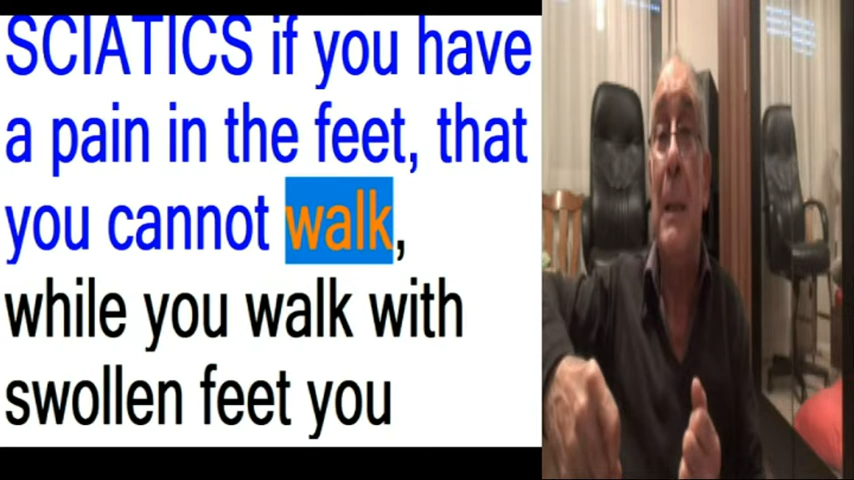 SCIATICS if you have
a pain in the feet, that
you cannot walk,
while you walk with
swollen feet you